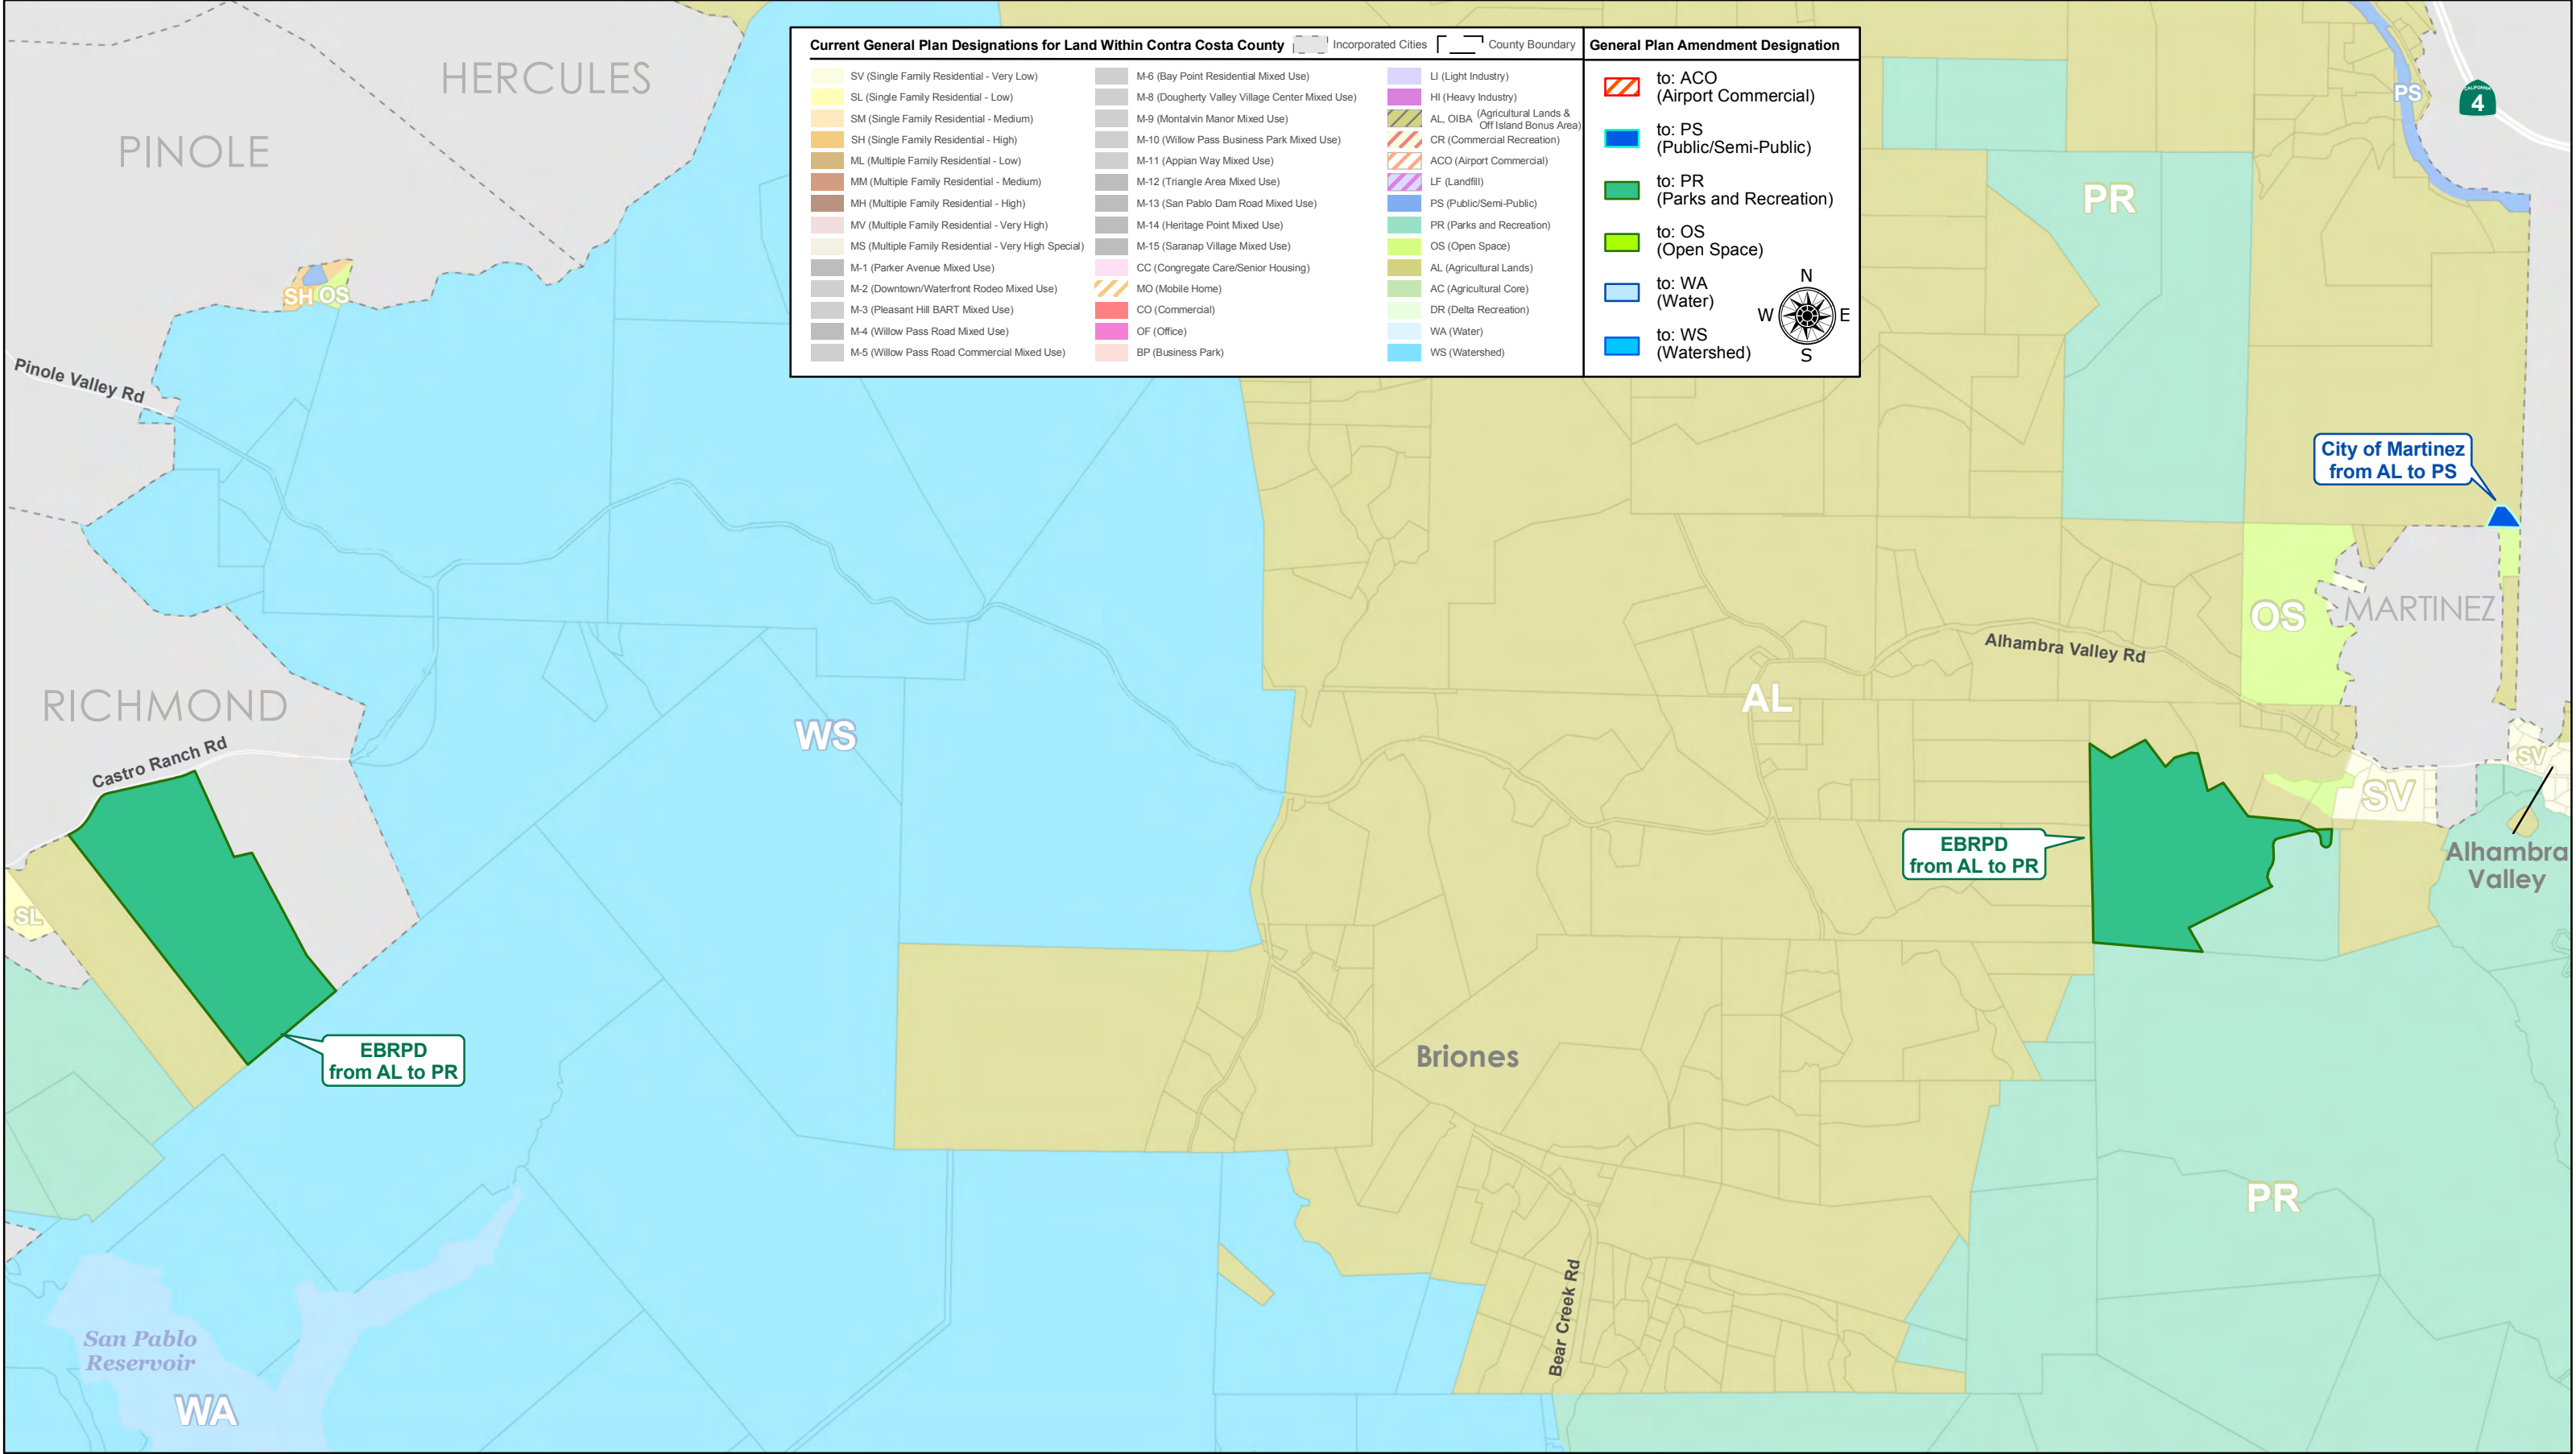 Current General Plan Designations for Land Within Contra Costa County
Incorporated Cities
County Boundary
SV (Single Family Residential - Very Low)
SL (Single Family Residential - Low)
SM (Single Family Residential - Medium)
SH (Single Family Residential - High)
ML (Multiple Family Residential - Low)
MM (Multiple Family Residential - Medium)
MH (Multiple Family Residential - High)
MV (Multiple Family Residential - Very High)
MS (Multiple Family Residential - Very High Special)
M-1 (Parker Avenue Mixed Use)
M-2 (Downtown/Waterfront Rodeo Mixed Use)
M-3 (Pleasant Hill BART Mixed Use)
M-4 (Willow Pass Road Mixed Use)
M-5 (Willow Pass Road Commercial Mixed Use)
M-6 (Bay Point Residential Mixed Use)
M-8 (Dougherty Valley Village Center Mixed Use)
M-9 (Montalvin Manor Mixed Use)
M-10 (Willow Pass Business Park Mixed Use)
M-11 (Appian Way Mixed Use)
M-12 (Triangle Area Mixed Use)
M-13 (San Pablo Dam Road Mixed Use)
M-14 (Heritage Point Mixed Use)
M-15 (Saranap Village Mixed Use)
CC (Congregate Care/Senior Housing)
MO (Mobile Home)
CO (Commercial)
OF (Office)
BP (Business Park)
LI (Light Industry)
HI (Heavy Industry)
AL, OIBA (Agricultural Lands &
Off Island Bonus Area)
CR (Commercial Recreation)
ACO (Airport Commercial)
LF (Landfill)
PS (Public/Semi-Public)
PR (Parks and Recreation)
OS (Open Space)
AL (Agricultural Lands)
AC (Agricultural Core)
DR (Delta Recreation)
WA (Water)
WS (Watershed)
General Plan Amendment Designation
to: ACO
(Airport Commercial)
to: PS
(Public/Semi-Public)
to: PR
(Parks and Recreation)
to: OS
(Open Space)
to: WA
(Water)
to: WS
(Watershed)
N
W
E
S
HERCULES
PINOLE
PS
CALIFORNIA
4
PR
SH
OS
Pinole Valley Rd
City of Martinez
from AL to PS
OS
MARTINEZ
Alhambra Valley Rd
RICHMOND
AL
WS
Castro Ranch Rd
SV
SV
EBRPD
from AL to PR
Alhambra
Valley
SL
EBRPD
from AL to PR
Briones
PR
Bear Creek Rd
San Pablo
Reservoir
WA